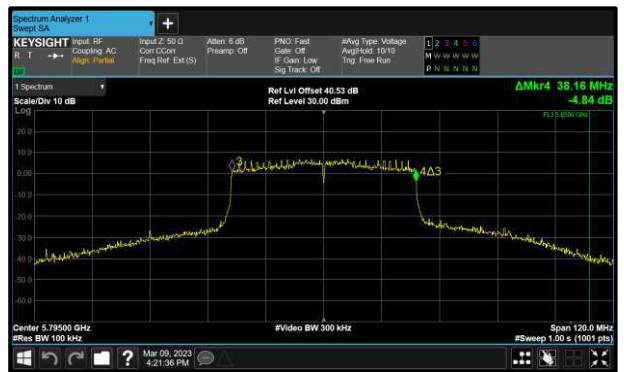 Spectrum Analyzer 1
Swept SA
+
KEYSIGHT
R T
Input: RF
Coupling: AC
Align: Partial
Input Z: 50 Ω
Corr CCorr
Freq Ref: Ext (S)
Atten: 6 dB
Preamp: Off
PNO: Fast
Gate: Off
IF Gain: Low
Sig Track: Off
#Avg Type: Voltage
Avg|Hold: 10/10
Trig: Free Run
1 2 3 4 5 6
M W W W W W
P N N N N N
1 Spectrum
Scale/Div 10 dB
Ref Lvl Offset 40.53 dB
Ref Level 30.00 dBm
ΔMkr4 38.16 MHz
-4.84 dB
Log
20.0
10.0
0.00
-10.0
-20.0
-30.0
-40.0
-50.0
-60.0
3
4Δ3
Center 5.79500 GHz
#Res BW 100 kHz
#Video BW 300 kHz
Span 120.0 MHz
#Sweep 1.00 s (1001 pts)
?
Mar 09, 2023
4:21:36 PM